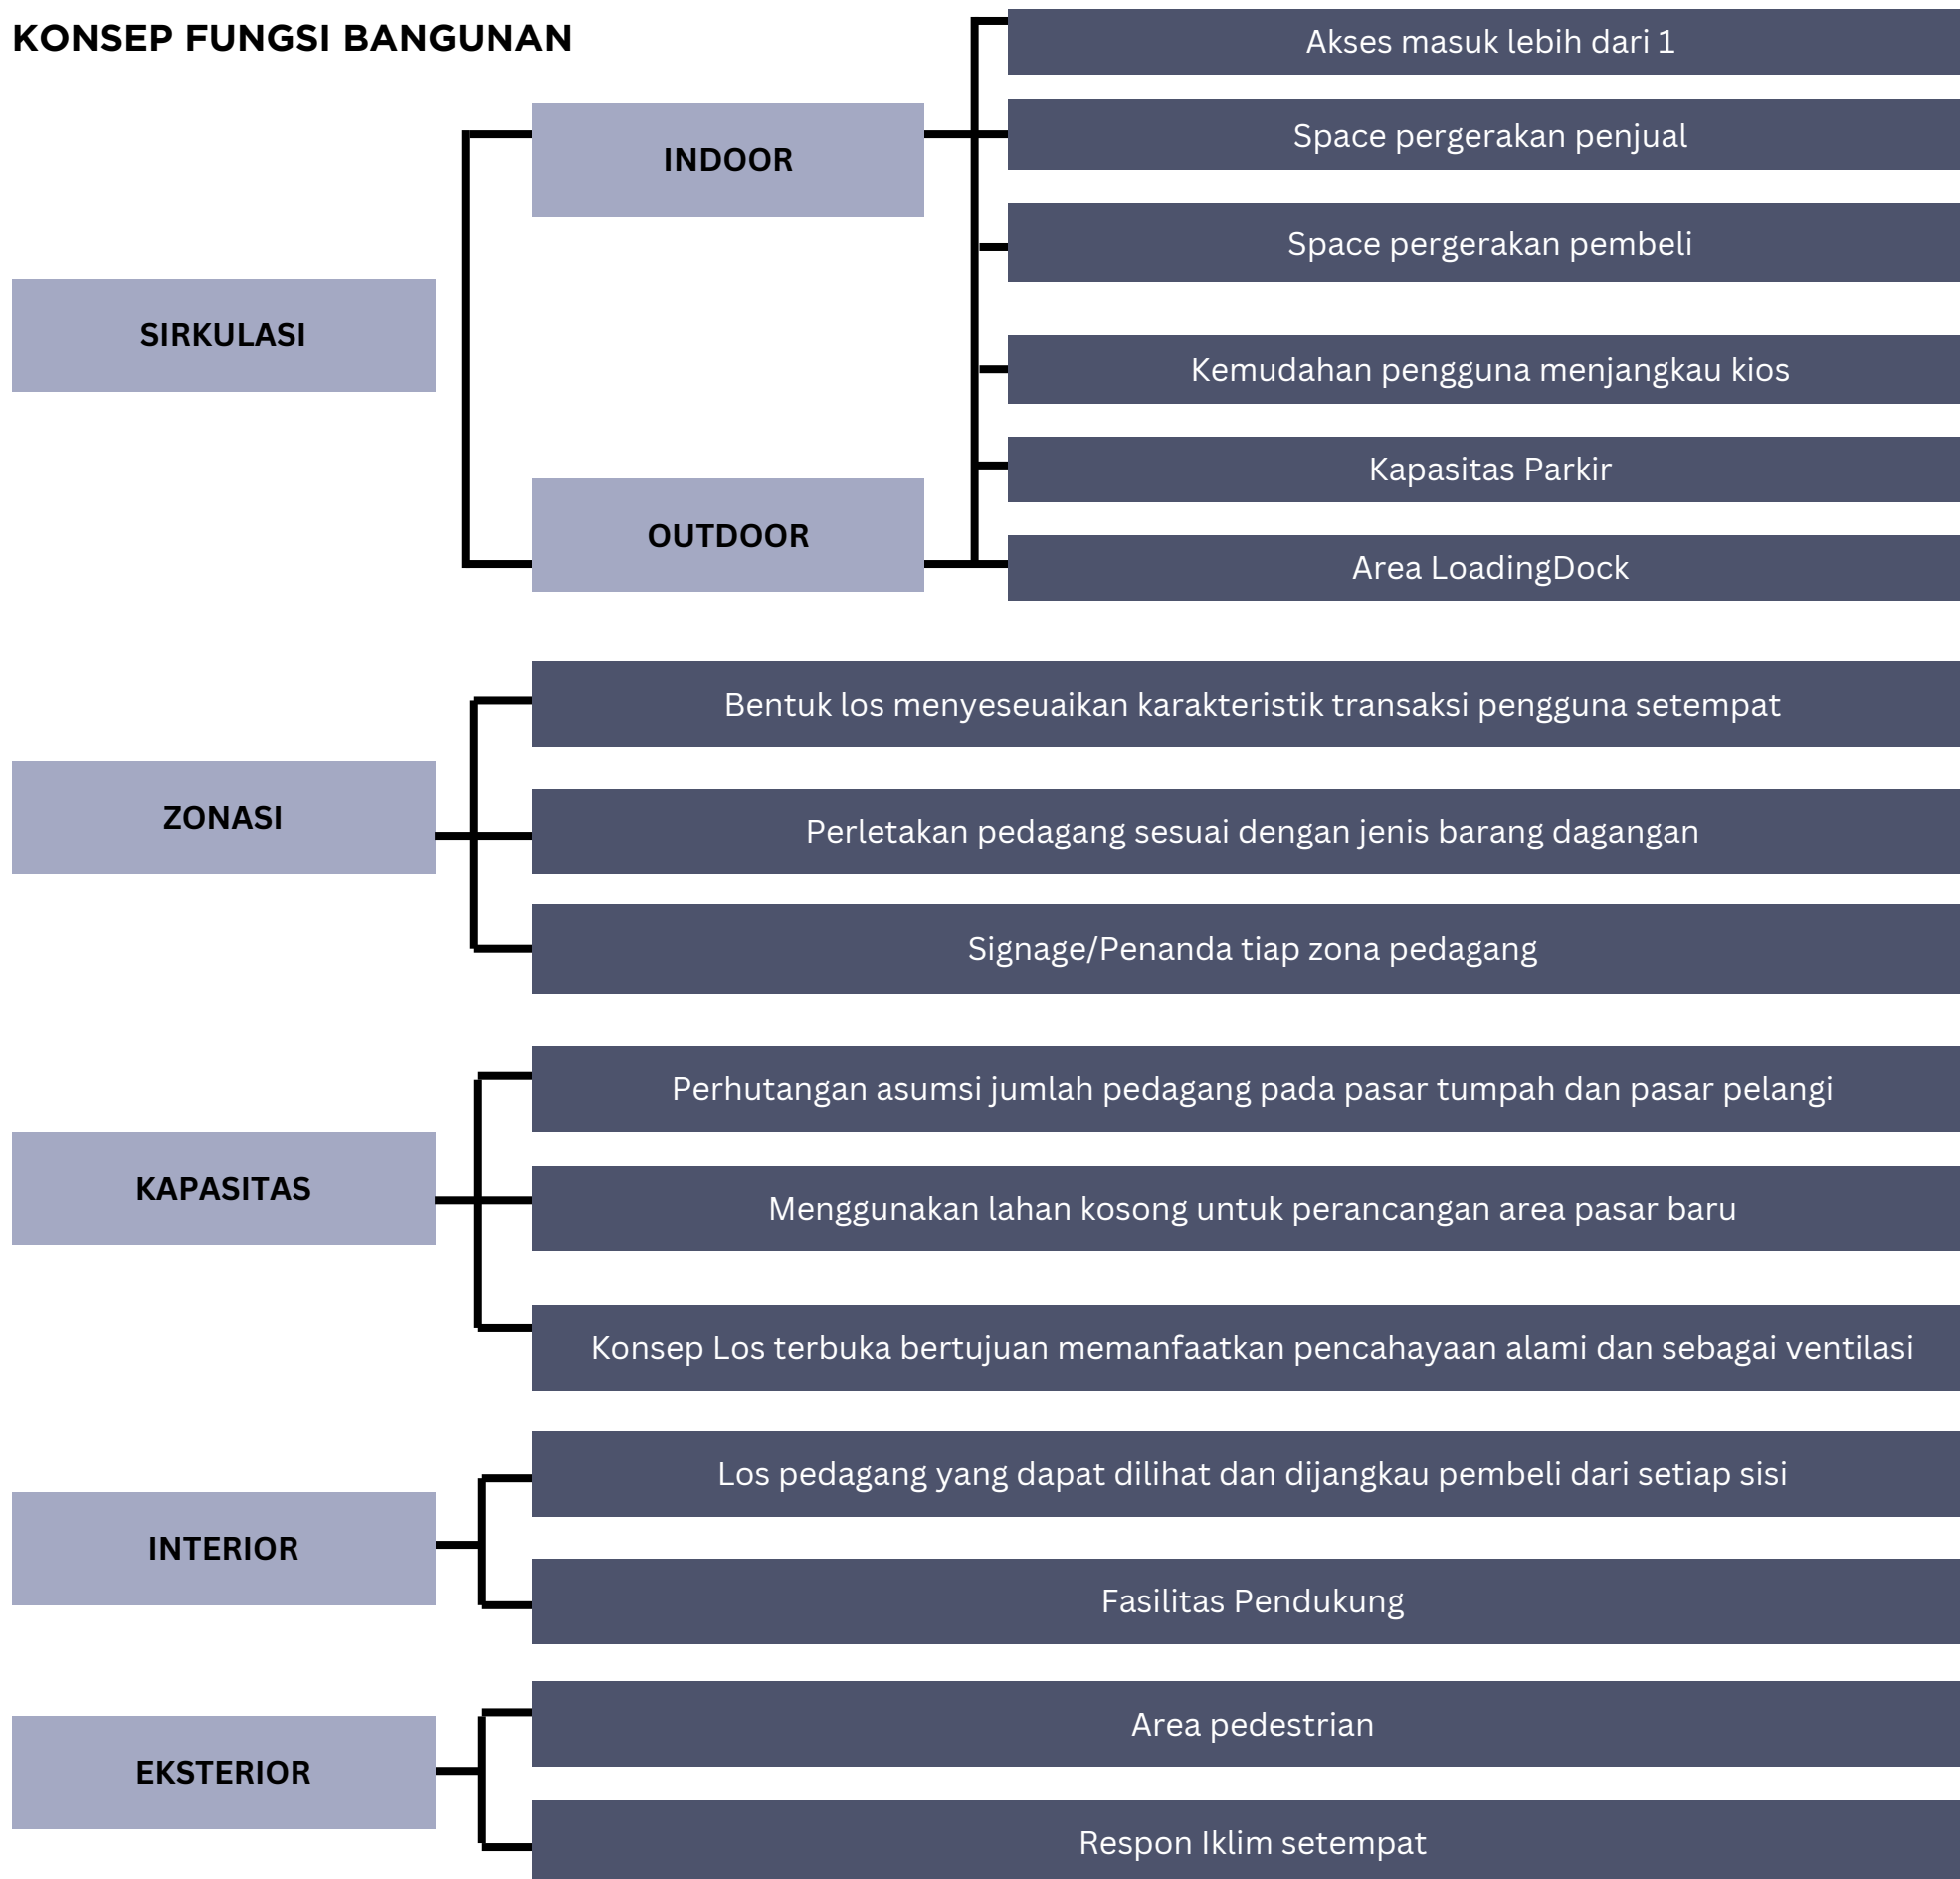 KONSEP FUNGSI BANGUNAN
SIRKULASI
INDOOR
Akses masuk lebih dari 1
Space pergerakan penjual
Space pergerakan pembeli
Kemudahan pengguna menjangkau kios
OUTDOOR
Kapasitas Parkir
Area LoadingDock
ZONASI
Bentuk los menyeseuaikan karakteristik transaksi pengguna setempat
Perletakan pedagang sesuai dengan jenis barang dagangan
Signage/Penanda tiap zona pedagang
KAPASITAS
Perhutangan asumsi jumlah pedagang pada pasar tumpah dan pasar pelangi
Menggunakan lahan kosong untuk perancangan area pasar baru
Konsep Los terbuka bertujuan memanfaatkan pencahayaan alami dan sebagai ventilasi
INTERIOR
Los pedagang yang dapat dilihat dan dijangkau pembeli dari setiap sisi
Fasilitas Pendukung
EKSTERIOR
Area pedestrian
Respon Iklim setempat